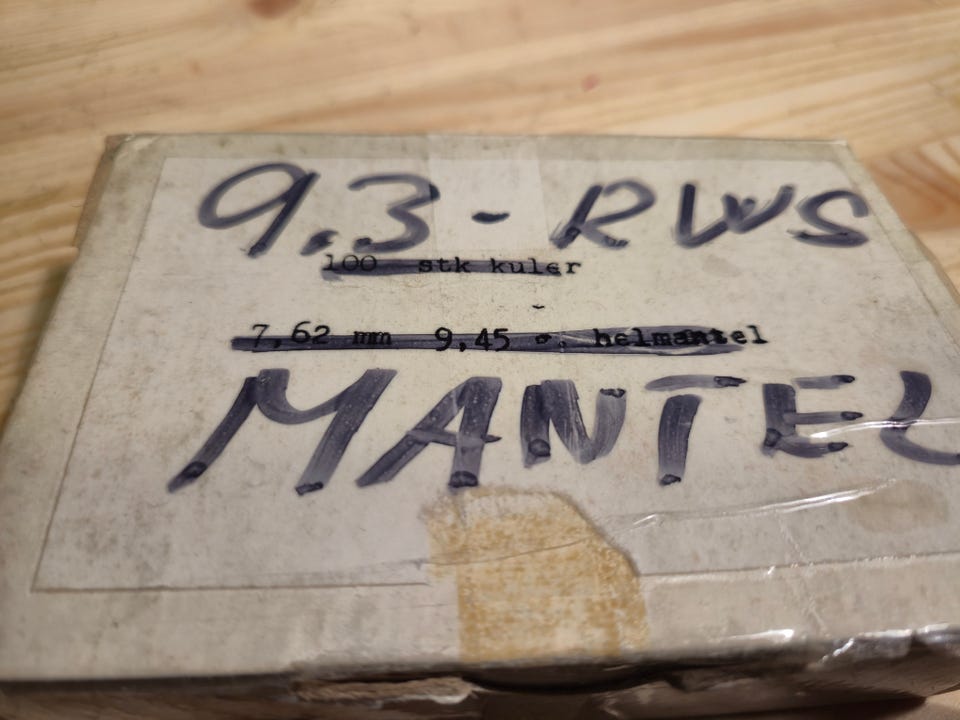 9,3 - RWS
100 stk kuler
7,62 mm 9,45 g. helmantel
MANTEL